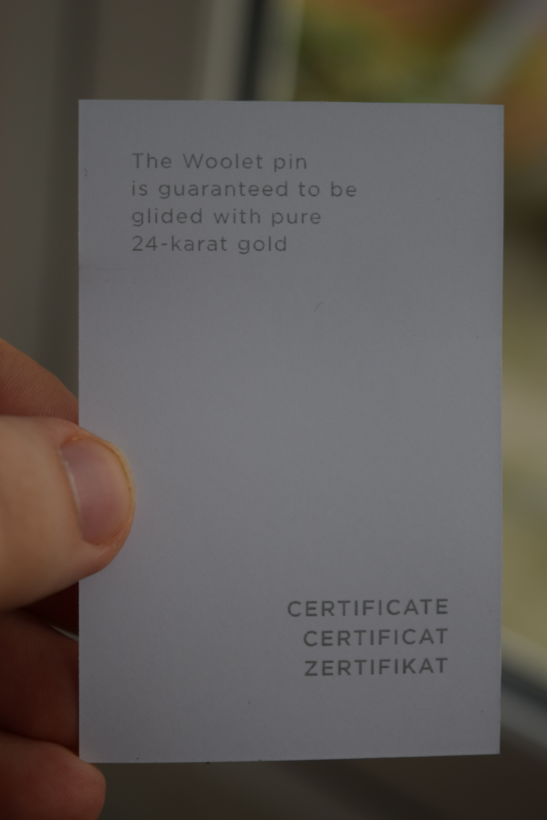 The Woolet pin
is guaranteed to be
glided with pure
24-karat gold
CERTIFICATE
CERTIFICAT
ZERTIFIKAT